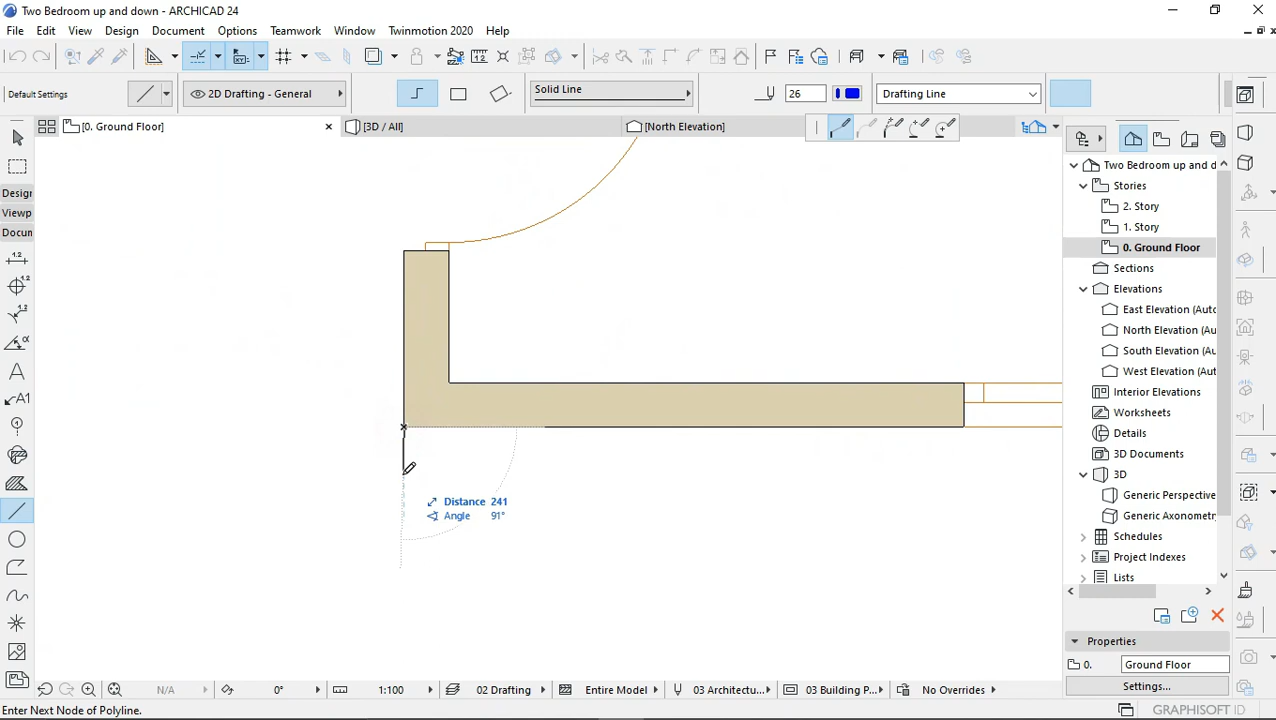 Two Bedroom up and down - ARCHICAD 24
File Edit View Design Document Options Teamwork Window Twinmotion 2020 Help
Default Settings
2D Drafting - General
Solid Line
26
Drafting Line
[0. Ground Floor]
[3D / All]
[North Elevation]
Desigr
Viewp
Docun
Two Bedroom up and d
Stories
2. Story
1. Story
0. Ground Floor
Sections
Elevations
East Elevation (Auto
North Elevation (Au
South Elevation (Au
West Elevation (Aut
Interior Elevations
Worksheets
Details
3D Documents
3D
Generic Perspective
Generic Axonometr
Schedules
Project Indexes
Lists
Distance 241
Angle 91°
Properties
0. Ground Floor
Settings...
N/A 0° 1:100 02 Drafting Entire Model 03 Architectu... 03 Building P... No Overrides
Enter Next Node of Polyline.
GRAPHISOFT ID